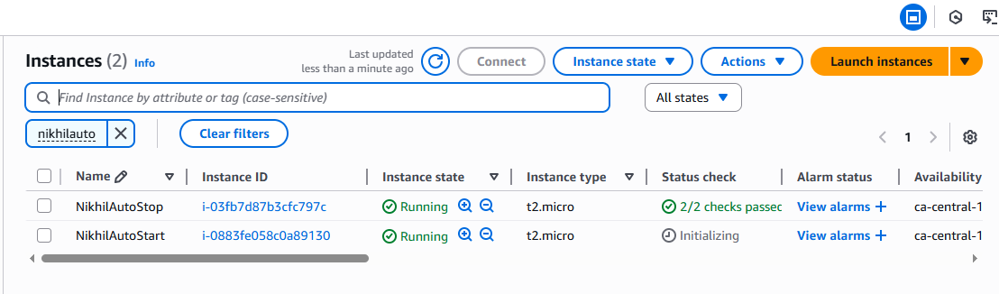 Instances (2) Info
Last updated
less than a minute ago
Connect
Instance state
Actions
Launch instances
Find Instance by attribute or tag (case-sensitive)
All states
nikhilauto
Clear filters
1
Name Instance ID Instance state Instance type Status check Alarm status Availability
NikhilAutoStop i-03fb7d87b3cfc797c Running t2.micro 2/2 checks passed View alarms + ca-central-1
NikhilAutoStart i-0883fe058c0a89130 Running t2.micro Initializing View alarms + ca-central-1